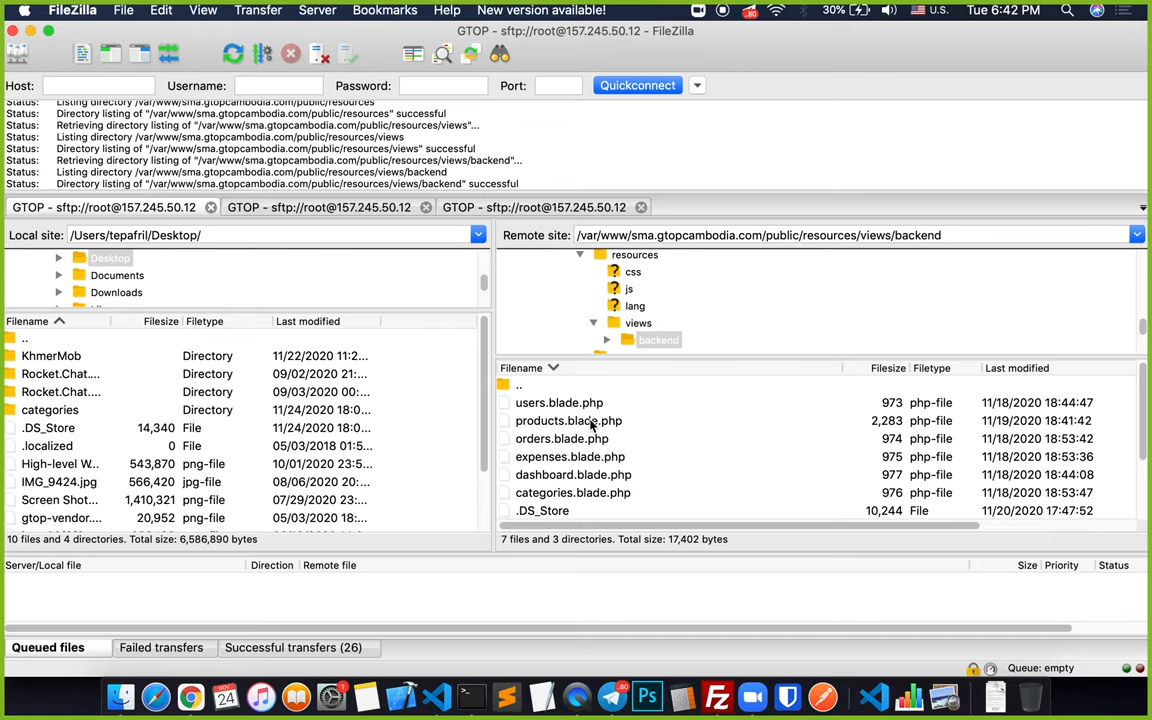 FileZilla File Edit View Transfer Server Bookmarks Help New version available! 30% U.S. Tue 6:42 PM
GTOP - sftp://root@157.245.50.12 - FileZilla
Host: Username: Password: Port: Quickconnect
Status: Listing directory /var/www/sma.gtopcambodia.com/public/resources
Status: Directory listing of "/var/www/sma.gtopcambodia.com/public/resources" successful
Status: Retrieving directory listing of "/var/www/sma.gtopcambodia.com/public/resources/views"...
Status: Listing directory /var/www/sma.gtopcambodia.com/public/resources/views
Status: Directory listing of "/var/www/sma.gtopcambodia.com/public/resources/views" successful
Status: Retrieving directory listing of "/var/www/sma.gtopcambodia.com/public/resources/views/backend"...
Status: Listing directory /var/www/sma.gtopcambodia.com/public/resources/views/backend
Status: Directory listing of "/var/www/sma.gtopcambodia.com/public/resources/views/backend" successful
GTOP - sftp://root@157.245.50.12 GTOP - sftp://root@157.245.50.12 GTOP - sftp://root@157.245.50.12
Local site: /Users/tepafril/Desktop/
Desktop
Documents
Downloads
Filename Filesize Filetype Last modified
..
KhmerMob Directory 11/22/2020 11:2...
Rocket.Chat.... Directory 09/02/2020 21:...
Rocket.Chat.... Directory 09/03/2020 00:...
categories Directory 11/24/2020 18:0...
.DS_Store 14,340 File 11/24/2020 18:0...
.localized 0 File 05/03/2018 01:5...
High-level W... 543,870 png-file 10/01/2020 23:5...
IMG_9424.jpg 566,420 jpg-file 08/06/2020 20:...
Screen Shot... 1,410,321 png-file 07/29/2020 23:...
gtop-vendor.... 20,952 png-file 05/03/2020 18:...
10 files and 4 directories. Total size: 6,586,890 bytes
Remote site: /var/www/sma.gtopcambodia.com/public/resources/views/backend
resources
? css
? js
? lang
views
backend
Filename Filesize Filetype Last modified
..
users.blade.php 973 php-file 11/18/2020 18:44:47
products.blade.php 2,283 php-file 11/19/2020 18:41:42
orders.blade.php 974 php-file 11/18/2020 18:53:42
expenses.blade.php 975 php-file 11/18/2020 18:53:36
dashboard.blade.php 977 php-file 11/18/2020 18:44:08
categories.blade.php 976 php-file 11/18/2020 18:53:47
.DS_Store 10,244 File 11/20/2020 17:47:52
7 files and 3 directories. Total size: 17,402 bytes
Server/Local file Direction Remote file Size Priority Status
Queued files Failed transfers Successful transfers (26)
Queue: empty
NOV 24 1 80 Ps Fz